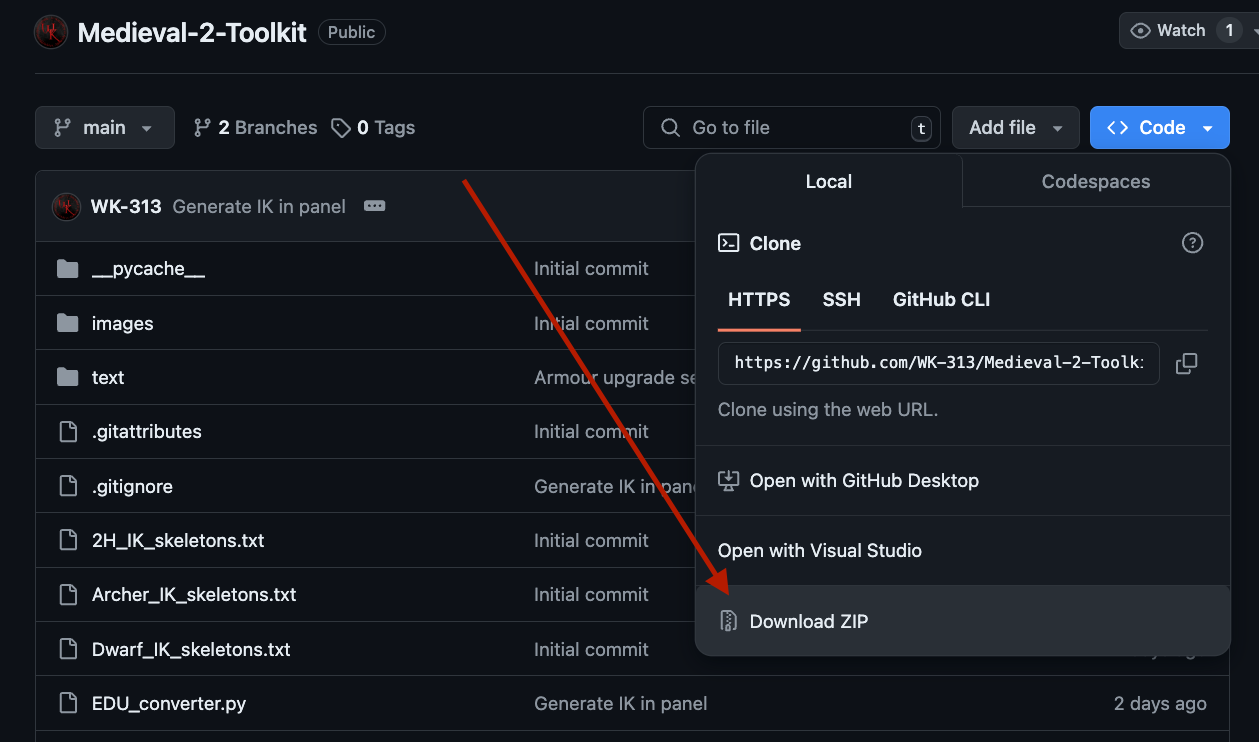 Medieval-2-Toolkit Public
Watch 1
main 2 Branches 0 Tags
Go to file t
Add file
Code
WK-313 Generate IK in panel
__pycache__ Initial commit
images Initial commit
text Armour upgrade se
.gitattributes Initial commit
.gitignore Generate IK in pane
2H_IK_skeletons.txt Initial commit
Archer_IK_skeletons.txt Initial commit
Dwarf_IK_skeletons.txt Initial commit
EDU_converter.py Generate IK in panel 2 days ago
Local Codespaces
Clone
HTTPS SSH GitHub CLI
https://github.com/WK-313/Medieval-2-Toolki
Clone using the web URL.
Open with GitHub Desktop
Open with Visual Studio
Download ZIP